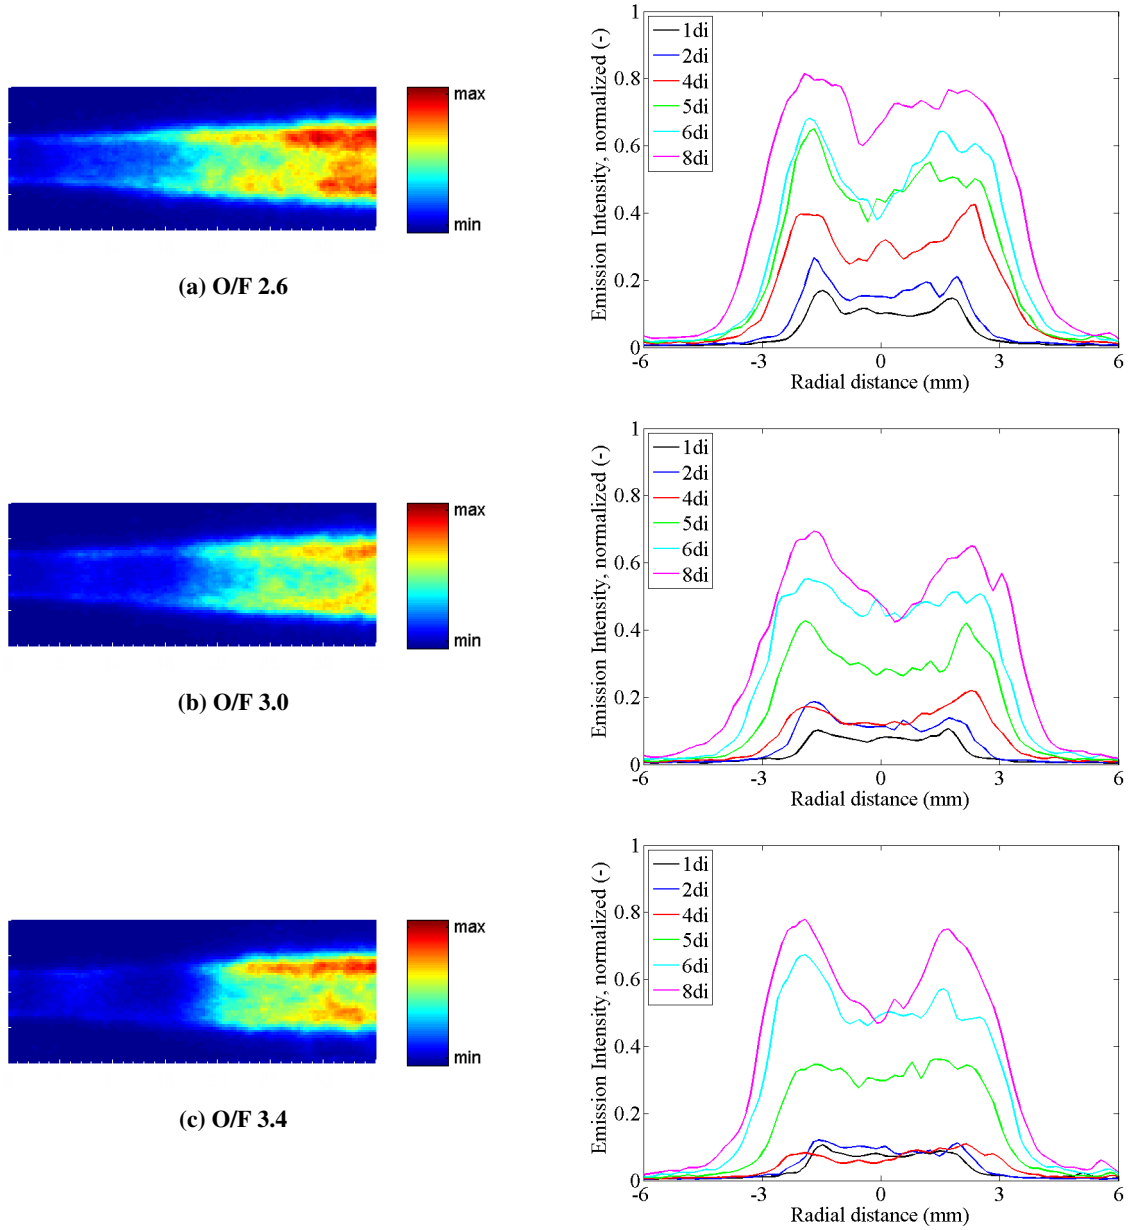 max
min
(a) O/F 2.6
Emission Intensity, normalized (-)
1
0.8
0.6
0.4
0.2
0
1di
2di
4di
5di
6di
8di
-6
-3
0
3
6
Radial distance (mm)
max
min
(b) O/F 3.0
Emission Intensity, normalized (-)
1
0.8
0.6
0.4
0.2
0
1di
2di
4di
5di
6di
8di
-6
-3
0
3
6
Radial distance (mm)
max
min
(c) O/F 3.4
Emission Intensity, normalized (-)
1
0.8
0.6
0.4
0.2
0
1di
2di
4di
5di
6di
8di
-6
-3
0
3
6
Radial distance (mm)